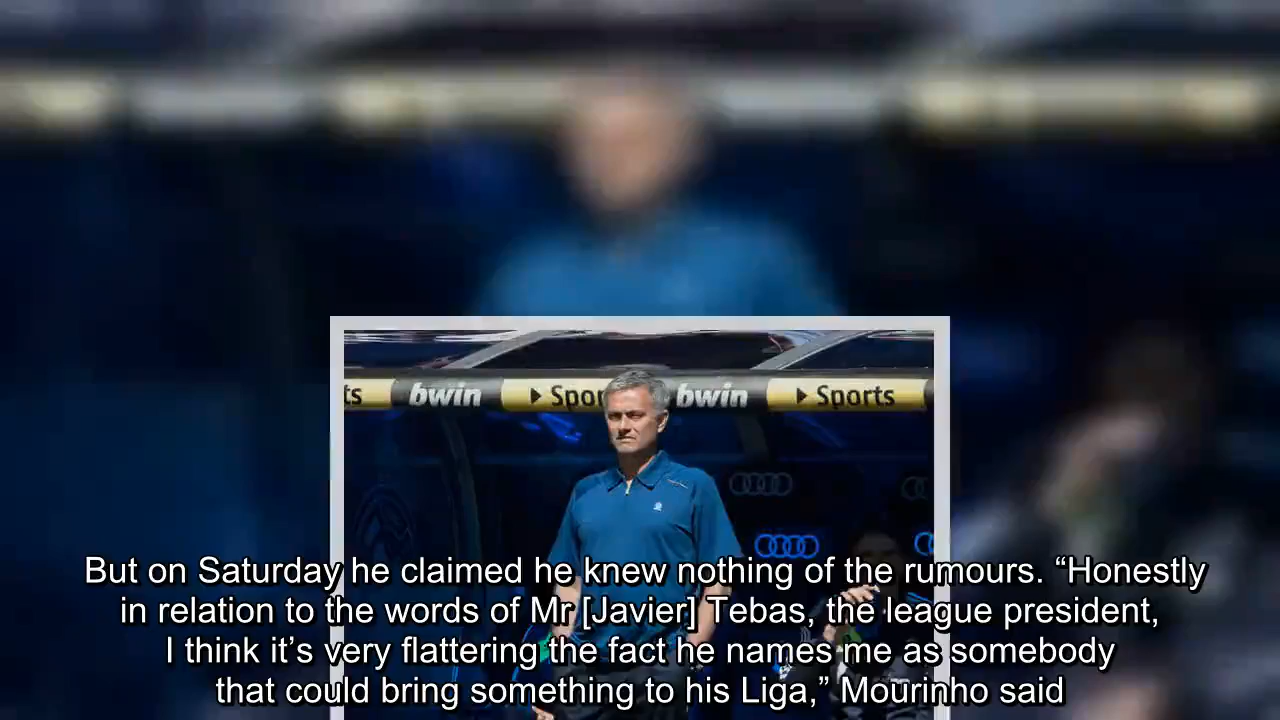 ts bwin Spor bwin Sports
But on Saturday he claimed he knew nothing of the rumours. “Honestly
in relation to the words of Mr [Javier] Tebas, the league president,
I think it’s very flattering the fact he names me as somebody
that could bring something to his Liga,” Mourinho said